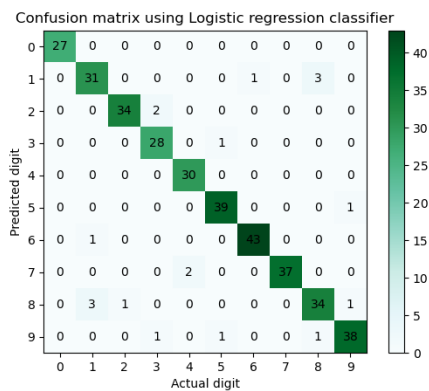 Confusion matrix using Logistic regression classifier
0 27 0 0 0 0 0 0 0 0 0
1 0 31 0 0 0 0 1 0 3 0
2 0 0 34 2 0 0 0 0 0 0
3 0 0 0 28 0 1 0 0 0 0
4 0 0 0 0 30 0 0 0 0 0
5 0 0 0 0 0 39 0 0 0 1
6 0 1 0 0 0 0 43 0 0 0
7 0 0 0 0 2 0 0 37 0 0
8 0 3 1 0 0 0 0 0 34 1
9 0 0 0 1 0 1 0 0 1 38
0 1 2 3 4 5 6 7 8 9
Actual digit
Predicted digit
40
35
30
25
20
15
10
5
0